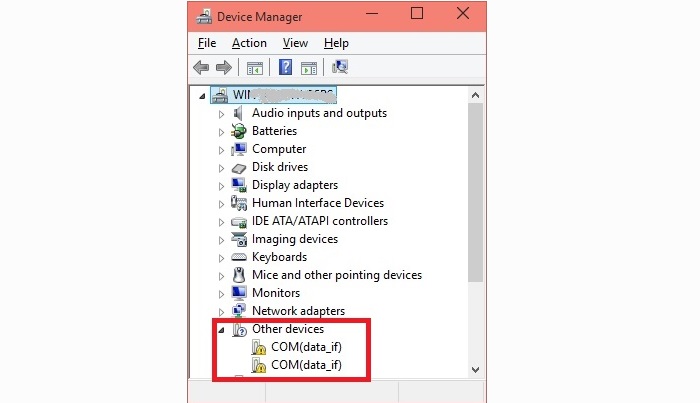 Device Manager
File Action View Help
Audio inputs and outputs
Batteries
Computer
Disk drives
Display adapters
Human Interface Devices
IDE ATA/ATAPI controllers
Imaging devices
Keyboards
Mice and other pointing devices
Monitors
Network adapters
Other devices
COM(data_if)
COM(data_if)